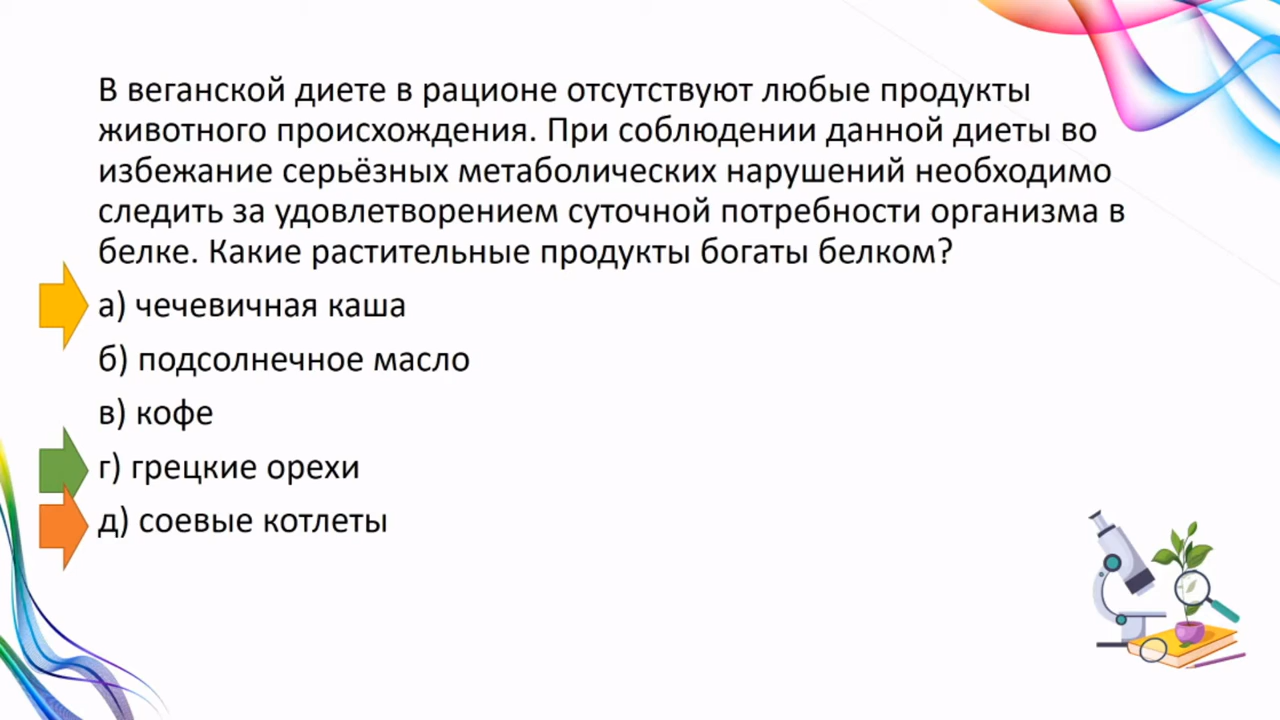 В веганской диете в рационе отсутствуют любые продукты
животного происхождения. При соблюдении данной диеты во
избежание серьёзных метаболических нарушений необходимо
следить за удовлетворением суточной потребности организма в
белке. Какие растительные продукты богаты белком?
а) чечевичная каша
б) подсолнечное масло
в) кофе
г) грецкие орехи
д) соевые котлеты